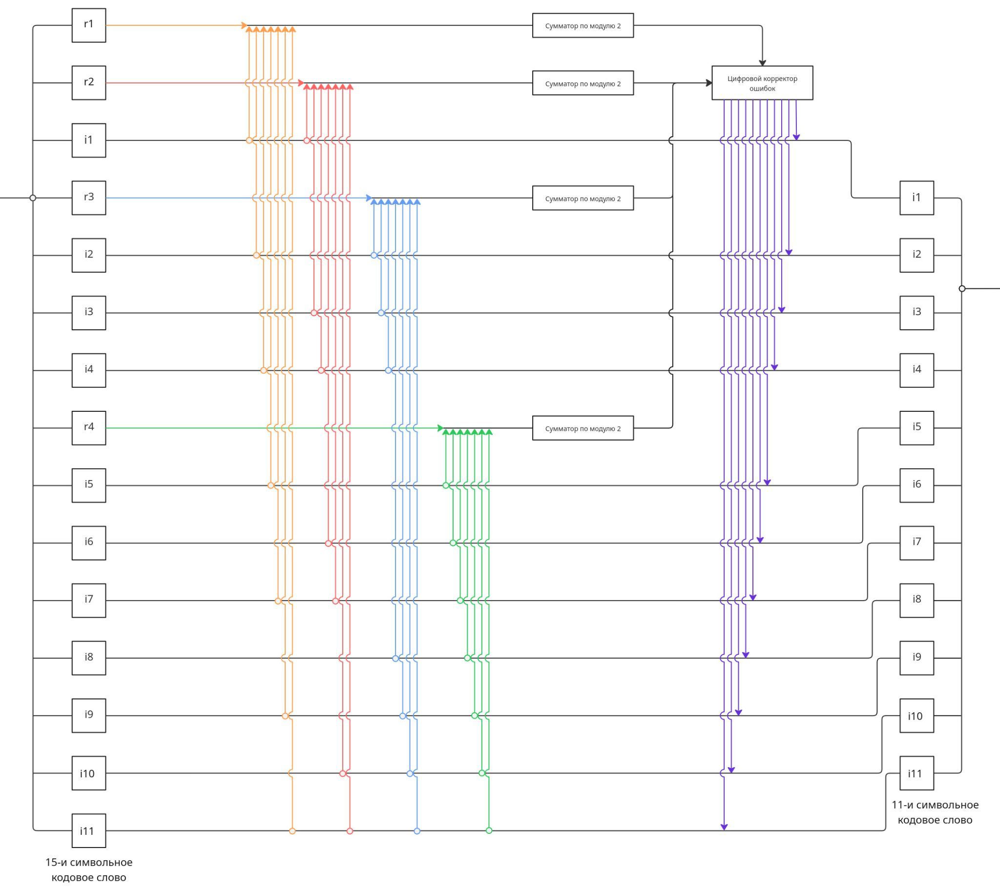 r1
Сумматор по модулю 2
r2
Сумматор по модулю 2
Цифровой корректор
ошибок
i1
r3
Сумматор по модулю 2
i1
i2
i2
i3
i3
i4
i4
r4
Сумматор по модулю 2
i5
i5
i6
i6
i7
i7
i8
i8
i9
i9
i10
i10
i11
11-и символьное
кодовое слово
i11
15-и символьное
кодовое слово